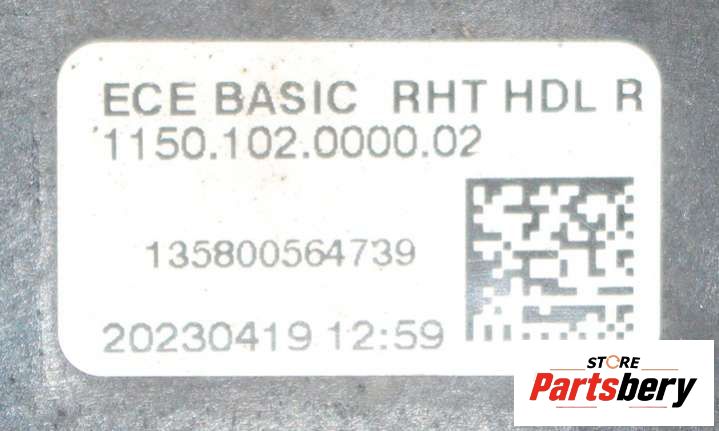 ECE BASIC RHT HDL R
1150.102.0000.02
135800564739
20230419 12:59
STORE
Partsbery